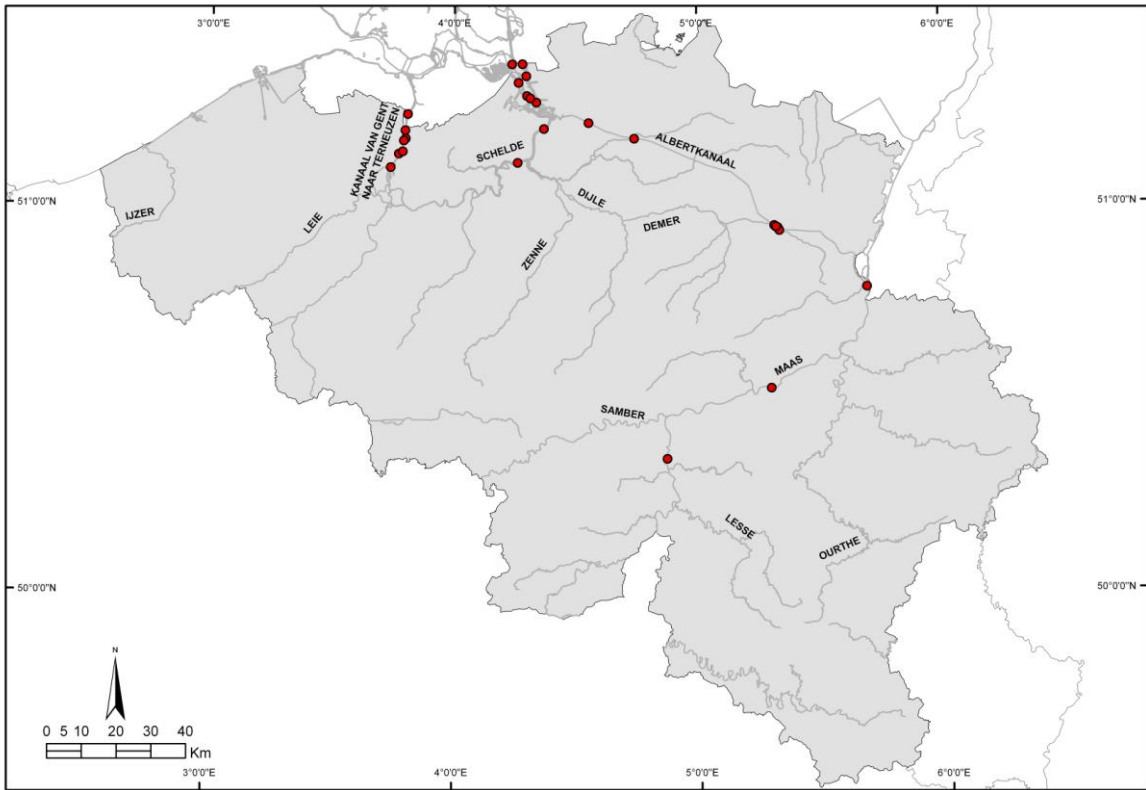 3°0'0"E
4°0'0"E
5°0'0"E
6°0'0"E
KANAAL VAN GENT
NAAR TERNEUZEN
SCHELDE
ALBERTKANAAL
51°0'0"N
51°0'0"N
IJZER
LEIE
DIJLE
DEMER
ZENNE
MAAS
SAMBER
LESSE
OURTHE
50°0'0"N
50°0'0"N
N
0 5 10 20 30 40
Km
3°0'0"E
4°0'0"E
5°0'0"E
6°0'0"E